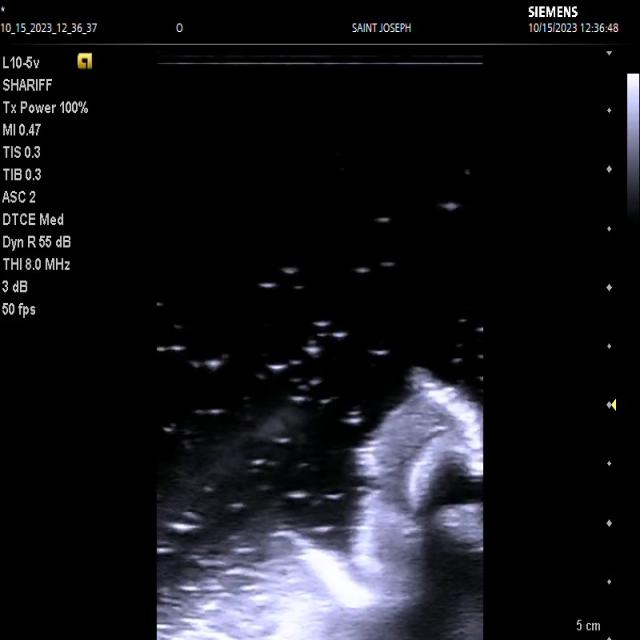 SIEMENS
10_15_2023_12_36_37 O SAINT JOSEPH 10/15/2023 12:36:48
L10-5v
SHARIFF
Tx Power 100%
MI 0.47
TIS 0.3
TIB 0.3
ASC 2
DTCE Med
Dyn R 55 dB
THI 8.0 MHz
3 dB
50 fps
5 cm